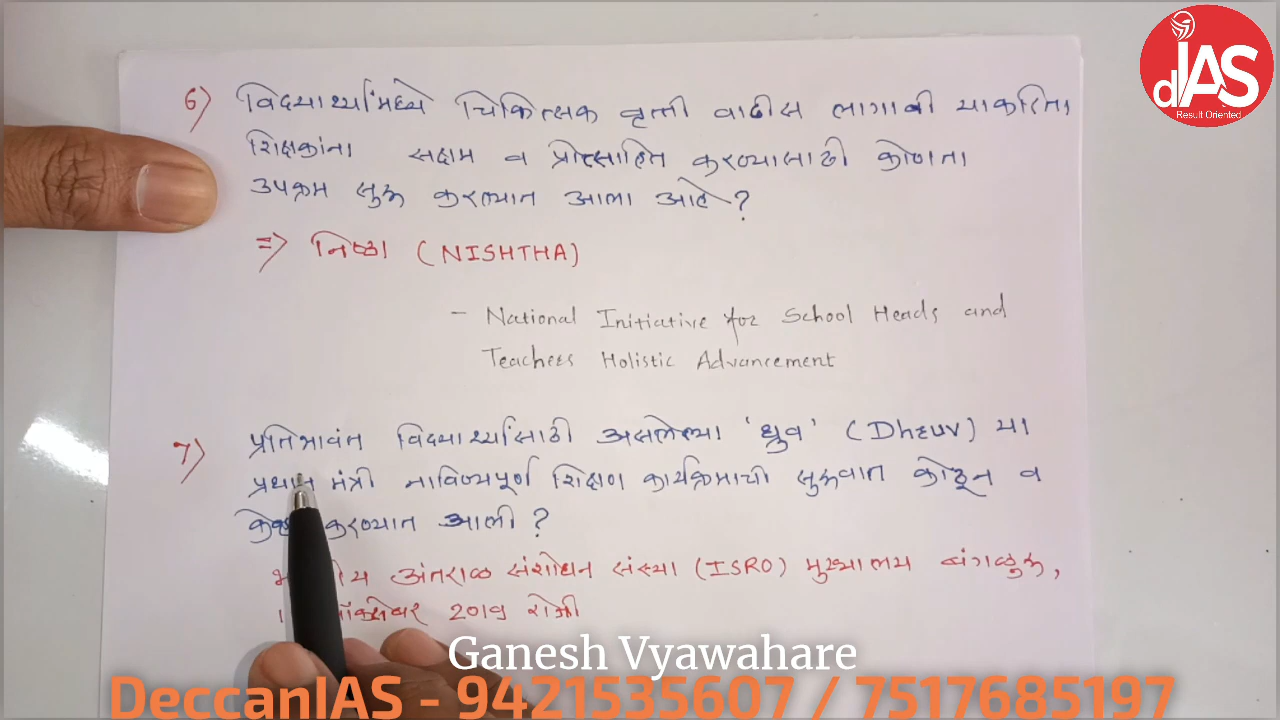 dIAS
Result Oriented
6) विद्यार्थ्यांमध्ये चिकित्सक वृत्ती वाढीस लागावी याकरिता
शिक्षकांना सक्षम व प्रोत्साहित करण्यासाठी कोणता
उपक्रम सुरू करण्यात आला आहे?
=> निष्ठा (NISHTHA)
- National Initiative for School Heads and
Teachers Holistic Advancement
7) प्रतिभावंत विद्यार्थ्यांसाठी असलेल्या 'ध्रुव' (Dhruv) या
प्रधान मंत्री नाविण्यपूर्ण शिक्षण कार्यक्रमाची सुरूवात कोठून व
करण्यात आली?
अंतराळ संशोधन संस्था (ISRO) मुख्यालय बंगळुरू,
2019 रोजी
Ganesh Vyawahare
DeccanIAS - 9421535607 / 7517685197